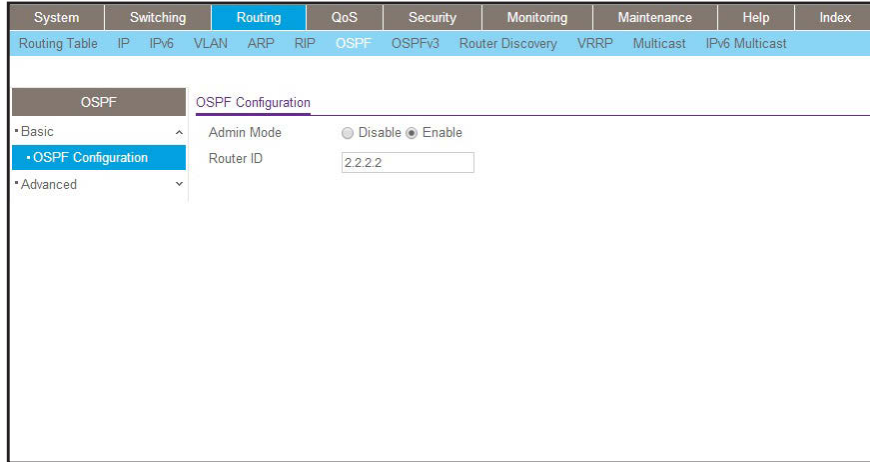 System Switching Routing QoS Security Monitoring Maintenance Help Index
Routing Table IP IPv6 VLAN ARP RIP OSPF OSPFv3 Router Discovery VRRP Multicast IPv6 Multicast
OSPF
Basic
OSPF Configuration
Advanced
OSPF Configuration
Admin Mode Disable Enable
Router ID 2.2.2.2